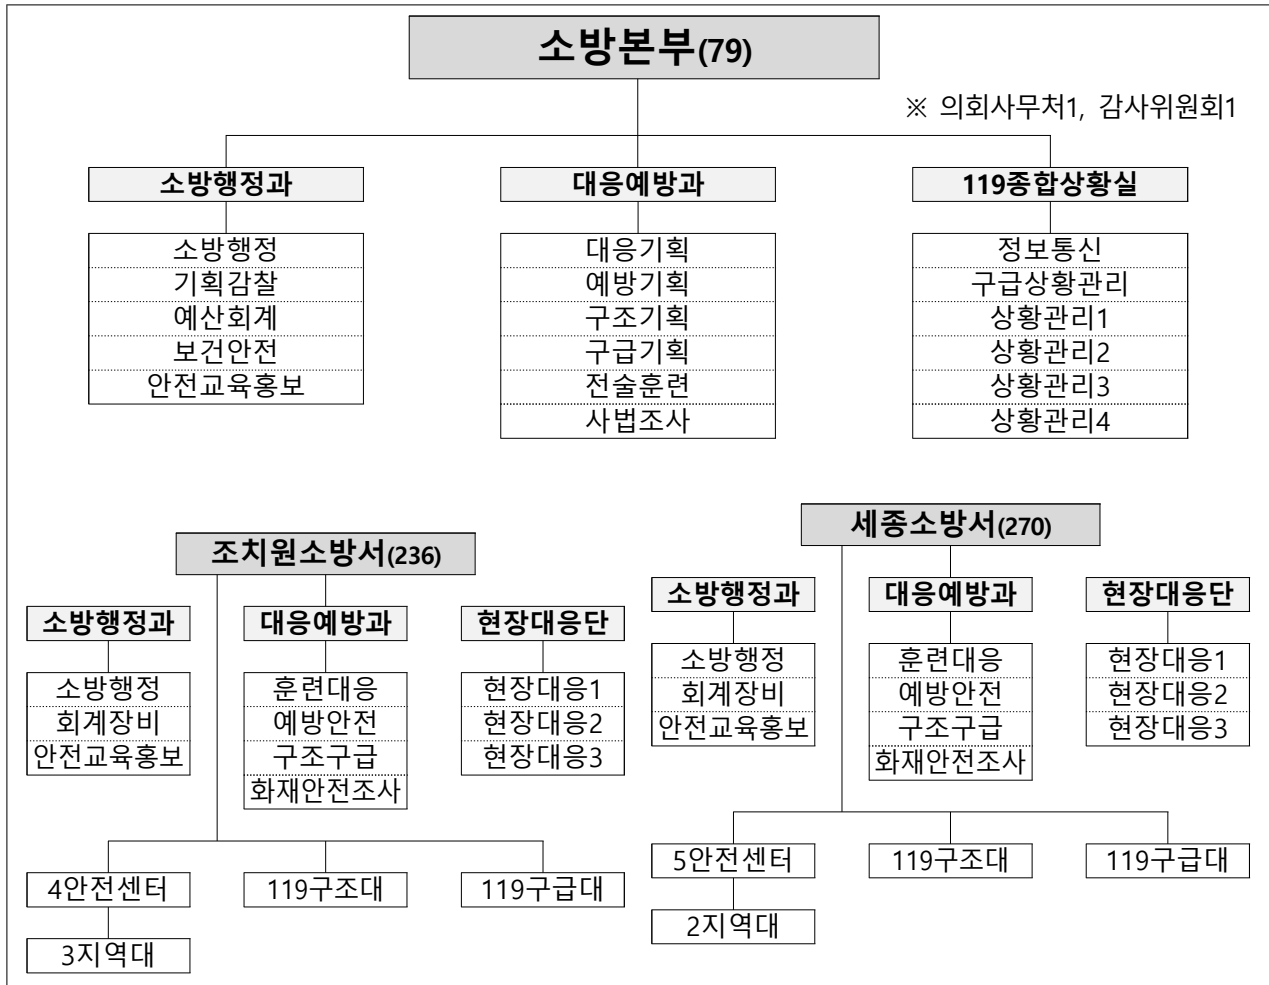 소방본부(79)
※ 의회사무처1, 감사위원회1
소방행정과
소방행정
기획감찰
예산회계
보건안전
안전교육홍보
대응예방과
대응기획
예방기획
구조기획
구급기획
전술훈련
사법조사
119종합상황실
정보통신
구급상황관리
상황관리1
상황관리2
상황관리3
상황관리4
조치원소방서(236)
소방행정과
소방행정
회계장비
안전교육홍보
대응예방과
훈련대응
예방안전
구조구급
화재안전조사
현장대응단
현장대응1
현장대응2
현장대응3
4안전센터
3지역대
119구조대
119구급대
세종소방서(270)
소방행정과
소방행정
회계장비
안전교육홍보
대응예방과
훈련대응
예방안전
구조구급
화재안전조사
현장대응단
현장대응1
현장대응2
현장대응3
5안전센터
2지역대
119구조대
119구급대